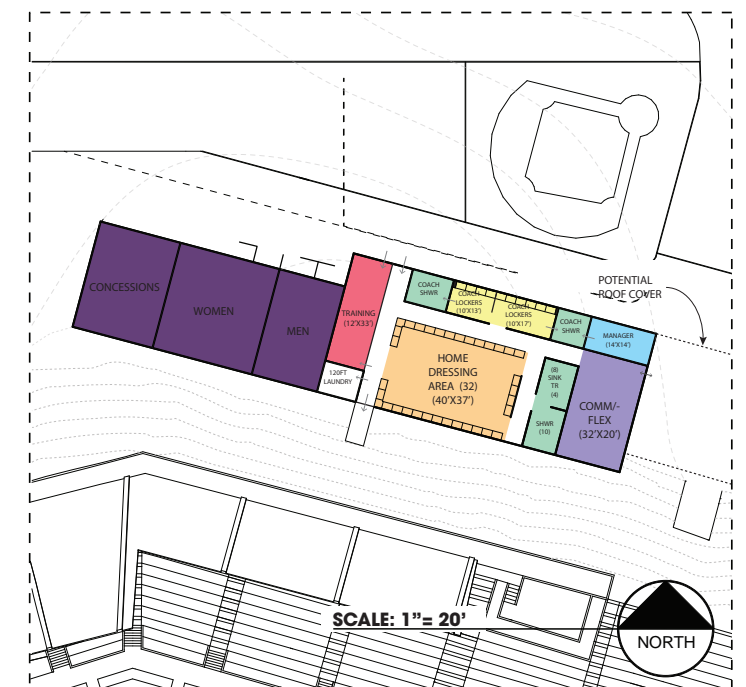 POTENTIAL
ROOF COVER
CONCESSIONS
WOMEN
MEN
TRAINING
(12'X33')
120FT
LAUNDRY
COACH
SHWR
COACH
LOCKERS
(10'X13')
COACH
LOCKERS
(10'X17')
COACH
SHWR
MANAGER
(14'X14')
HOME
DRESSING
AREA (32)
(40'X37')
(8)
SINK
TR
(4)
SHWR
(10)
COMM/-
FLEX
(32'X20')
SCALE: 1”= 20’
NORTH